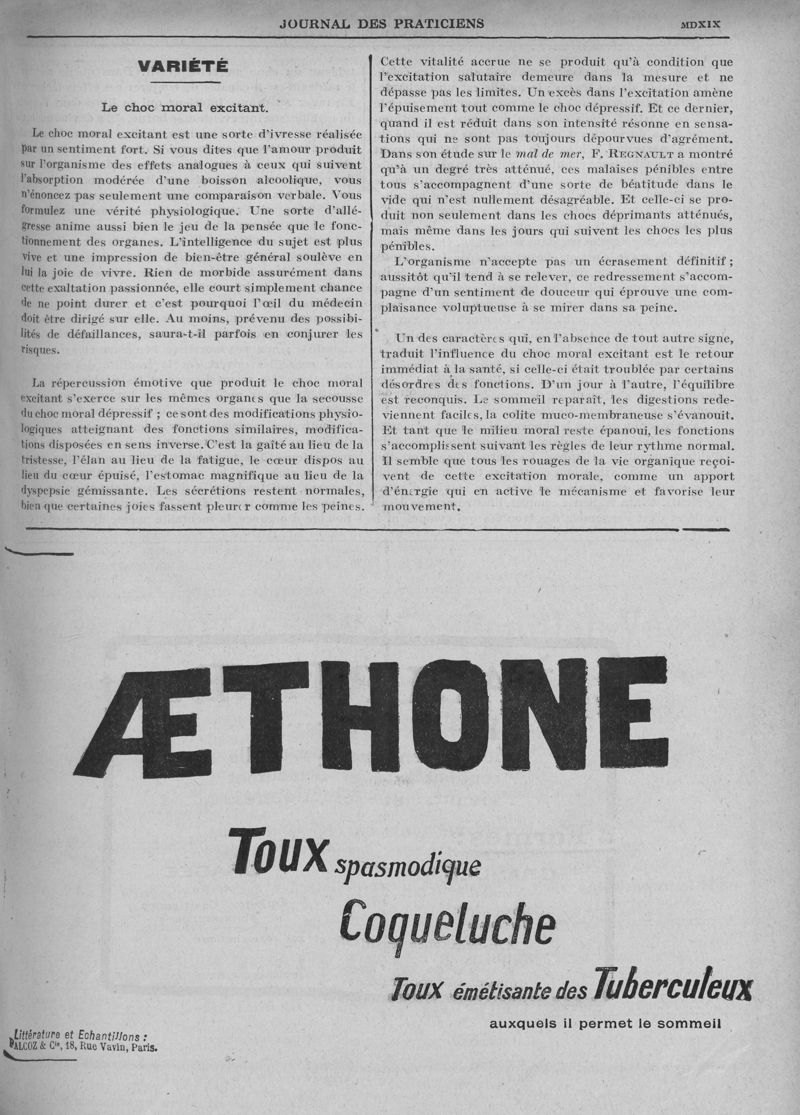 JOURNAL DES PRATICIENS
MDXIX
VARIÉTÉ
Le choc moral excitant.
Le choc moral excitant est une sorte d'ivresse réalisée
par un sentiment fort. Si vous dites que l'amour produit
sur l'organisme des effets analogues à ceux qui suivent
l'absorption modérée d'une boisson alcoolique, vous
n'énoncez pas seulement une comparaison verbale. Vous
formulez une vérité physiologique. Une sorte d'allé-
gresse anime aussi bien le jeu de la pensée que le fonc-
tionnement des organes. L'intelligence du sujet est plus
vive et une impression de bien-être général soulève en
lui la joie de vivre. Rien de morbide assurément dans
cette exaltation passionnée, elle court simplement chance
de ne point durer et c'est pourquoi l'œil du médecin
doit être dirigé sur elle. Au moins, prévenu des possibi-
lités de défaillances, saura-t-il parfois en conjurer les
risques.
La répercussion émotive que produit le choc moral
excitant s'exerce sur les mêmes organes que la secousse
du choc moral dépressif ; ce sont des modifications physio-
logiques atteignant des fonctions similaires, modifica-
tions disposées en sens inverse. C'est la gaîté au lieu de la
tristesse, l'élan au lieu de la fatigue, le cœur dispos au
lieu du cœur épuisé, l'estomac magnifique au lieu de la
dyspepsie gémissante. Les sécrétions restent normales,
bien que certaines joies fassent pleurer comme les peines.
Cette vitalité accrue ne se produit qu'à condition que
l'excitation salutaire demeure dans la mesure et ne
dépasse pas les limites. Un excès dans l'excitation amène
l'épuisement tout comme le choc dépressif. Et ce dernier,
quand il est réduit dans son intensité résonne en sensa-
tions qui ne sont pas toujours dépourvues d'agrément.
Dans son étude sur le mal de mer, F. REGNAULT a montré
qu'à un degré très atténué, ces malaises pénibles entre
tous s'accompagnent d'une sorte de béatitude dans le
vide qui n'est nullement désagréable. Et celle-ci se pro-
duit non seulement dans les chocs déprimants atténués,
mais même dans les jours qui suivent les chocs les plus
pénibles.
L'organisme n'accepte pas un écrasement définitif ;
aussitôt qu'il tend à se relever, ce redressement s'accom-
pagne d'un sentiment de douceur qui éprouve une com-
plaisance voluptueuse à se mirer dans sa peine.
Un des caractères qui, en l'absence de tout autre signe,
traduit l'influence du choc moral excitant est le retour
immédiat à la santé, si celle-ci était troublée par certains
désordres des fonctions. D'un jour à l'autre, l'équilibre
est reconquis. Le sommeil reparaît, les digestions rede-
viennent faciles, la colite muco-membraneuse s'évanouit.
Et tant que le milieu moral reste épanoui, les fonctions
s'accomplissent suivant les règles de leur rythme normal.
Il semble que tous les rouages de la vie organique reçoi-
vent de cette excitation morale, comme un apport
d'énergie qui en active le mécanisme et favorise leur
mouvement.
ÆTHONE
TOUX spasmodique
Coqueluche
TOUX émétisante des Tuberculeux
auxquels il permet le sommeil
Littérature et Echantillons :
FALCOZ & Cie, 18, Rue Vavin, Paris.